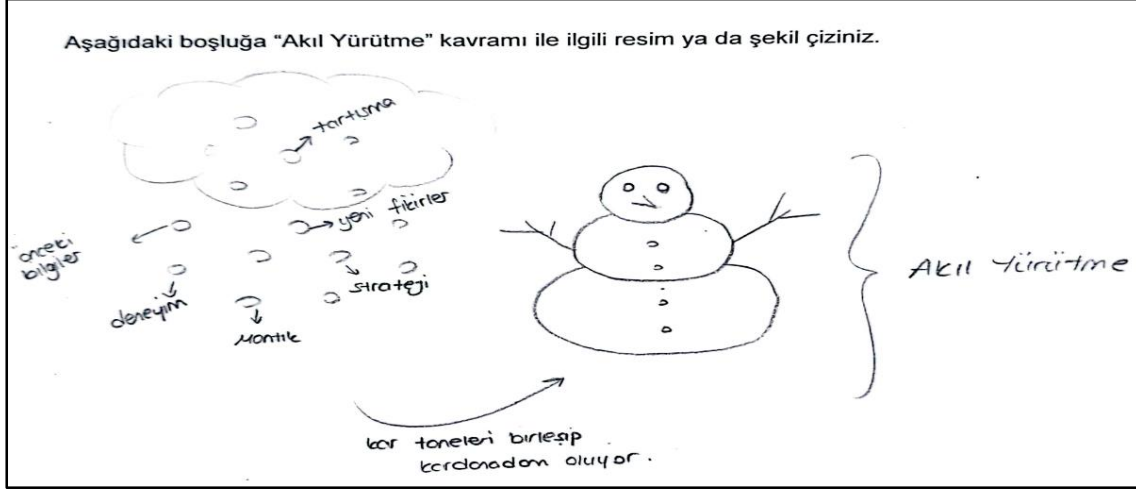 Aşağıdaki boşluğa “Akıl Yürütme” kavramı ile ilgili resim ya da şekil çiziniz.
tartışma
yeni fikirler
önceki
bilgiler
strateji
deneyim
Mantık
Akıl Yürütme
kar taneleri birleşip
kardanadam oluyor.